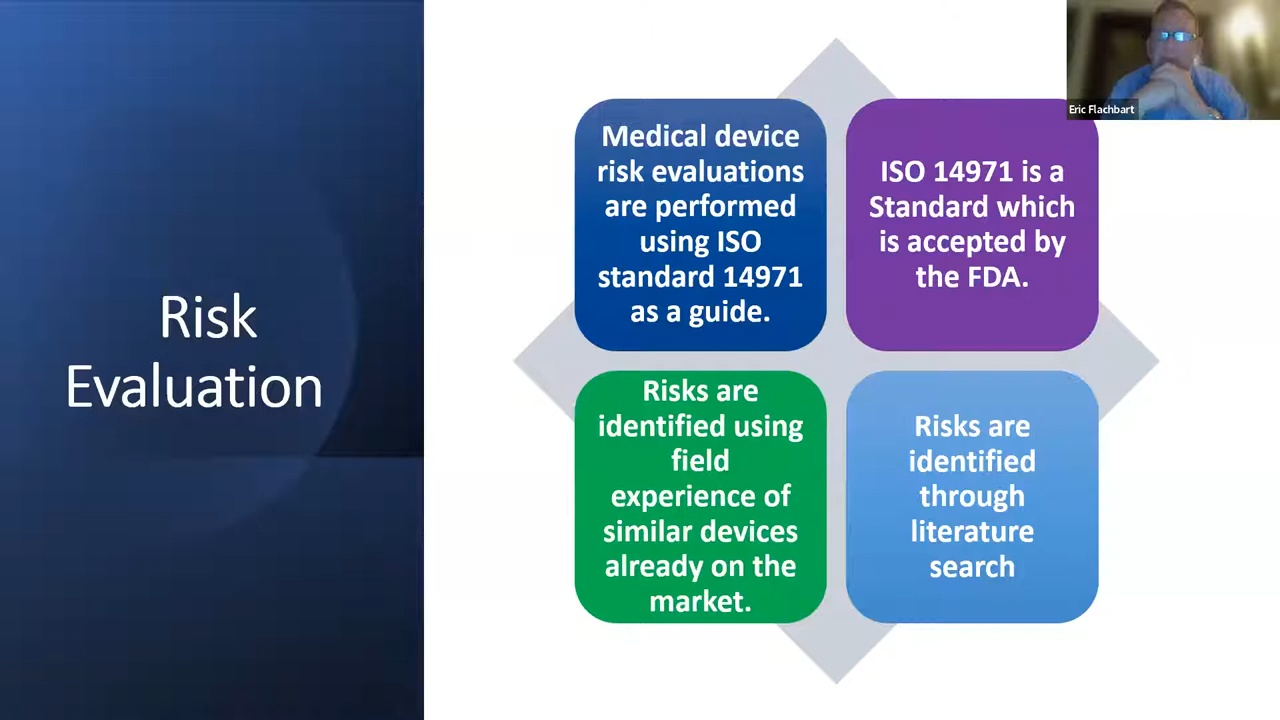 Risk
Evaluation
Medical device
risk evaluations
are performed
using ISO
standard 14971
as a guide.
ISO 14971 is a
Standard which
is accepted by
the FDA.
Risks are
identified using
field
experience of
similar devices
already on the
market.
Risks are
identified
through
literature
search
Eric Flachbart